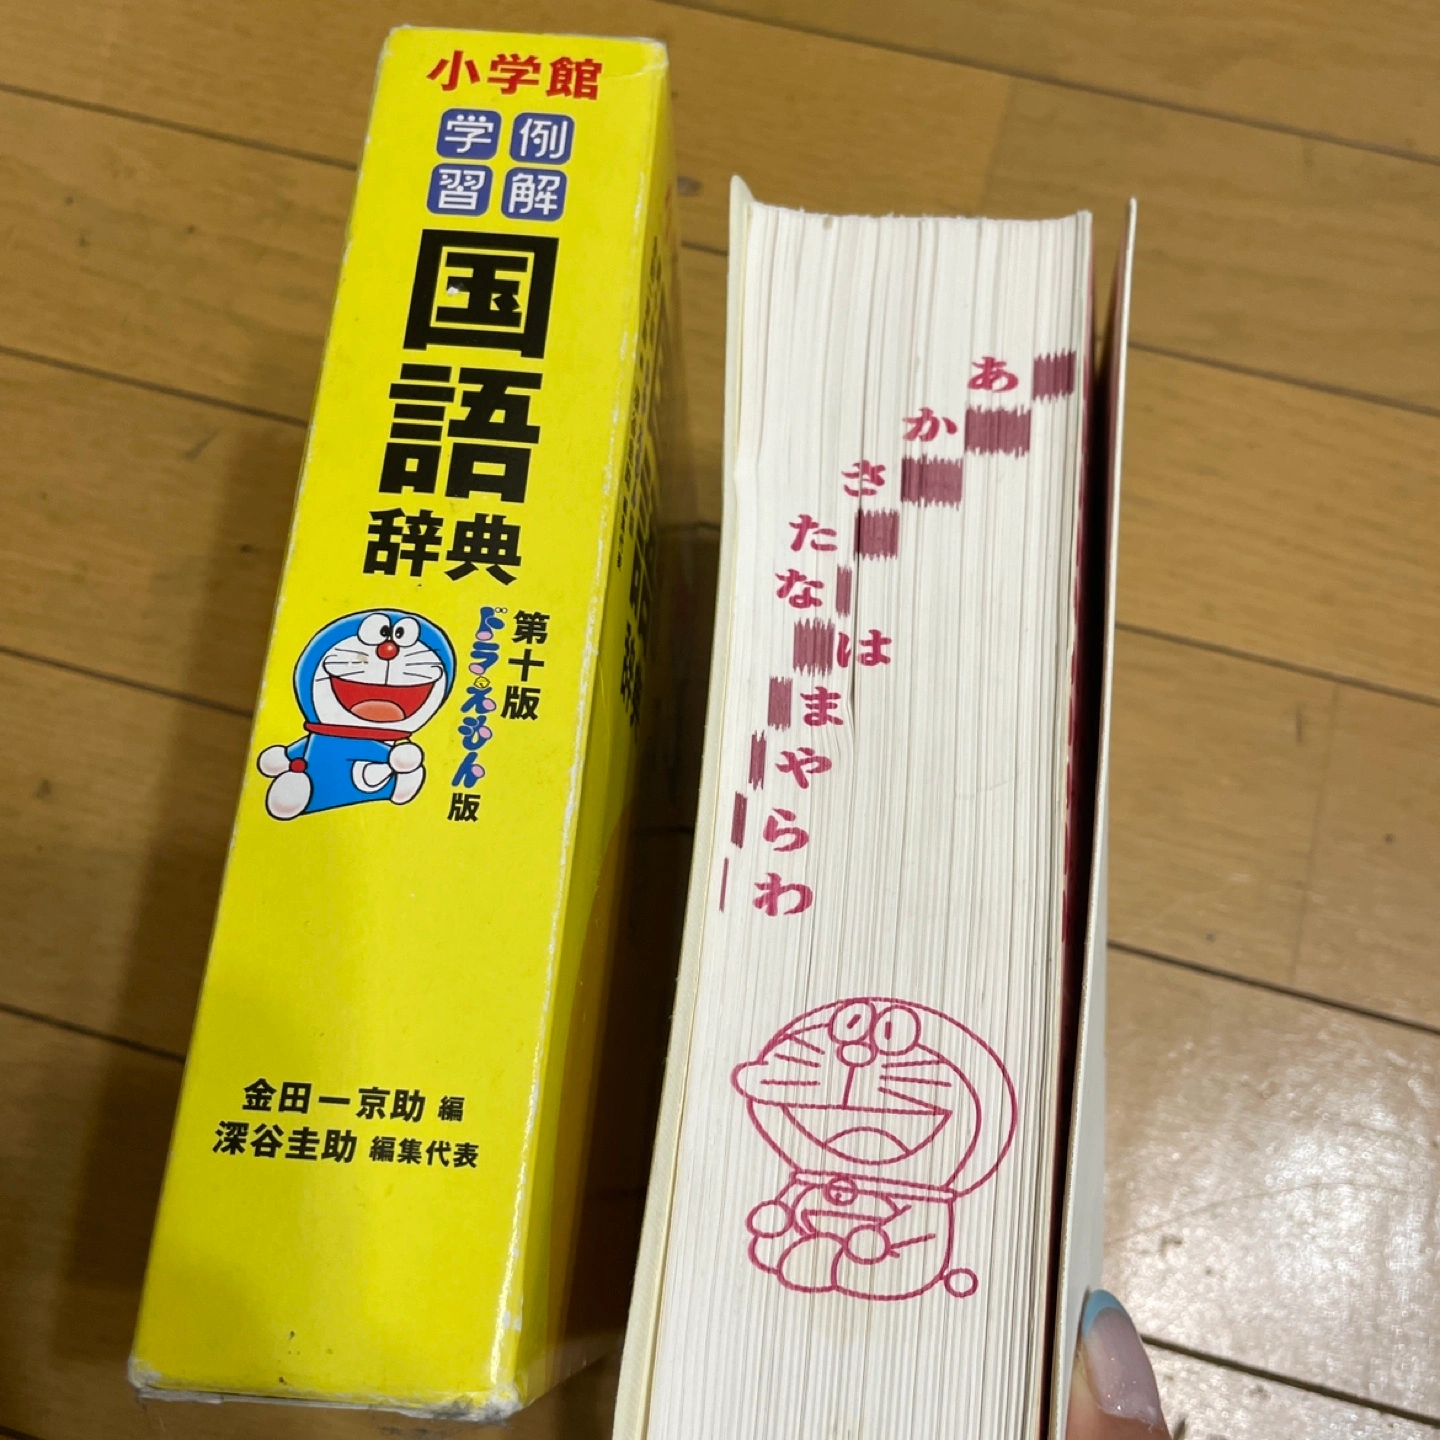 小学館
例解
学習
国語
辞典
第十版
ドラえもん版
金田一京助 編
深谷圭助 編集代表
あ
か
さ
た
な
は
ま
や
ら
わ